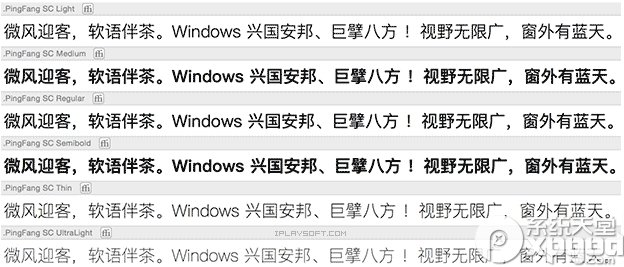 .PingFang SC Light ffi
微风迎客，软语伴茶。Windows 兴国安邦、巨擘八方！视野无限广，窗外有蓝天。
.PingFang SC Medium ffi
微风迎客，软语伴茶。Windows 兴国安邦、巨擘八方！视野无限广，窗外有蓝天。
.PingFang SC Regular ffi
微风迎客，软语伴茶。Windows 兴国安邦、巨擘八方！视野无限广，窗外有蓝天。
.PingFang SC Semibold ffi
微风迎客，软语伴茶。Windows 兴国安邦、巨擘八方！视野无限广，窗外有蓝天。
.PingFang SC Thin ffi
微风迎客，软语伴茶。Windows 兴国安邦、巨擘八方！视野无限广，窗外有蓝天。
.PingFang SC UltraLight ffi
IPLAYSOFT.COM
微风迎客，软语伴茶。Windows 兴国安邦、巨擘八方！视野无限广，窗外有蓝天。
系统天堂